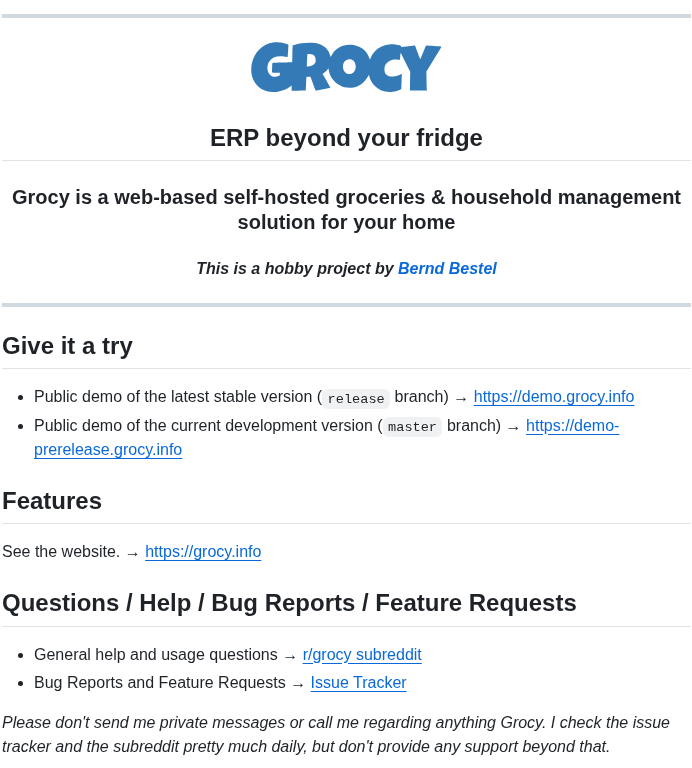 GROCY
ERP beyond your fridge
Grocy is a web-based self-hosted groceries & household management
solution for your home
This is a hobby project by Bernd Bestel
Give it a try
Public demo of the latest stable version (release branch) → https://demo.grocy.info
Public demo of the current development version (master branch) → https://demo-
prerelease.grocy.info
Features
See the website. → https://grocy.info
Questions / Help / Bug Reports / Feature Requests
General help and usage questions → r/grocy subreddit
Bug Reports and Feature Requests → Issue Tracker
Please don't send me private messages or call me regarding anything Grocy. I check the issue
tracker and the subreddit pretty much daily, but don't provide any support beyond that.